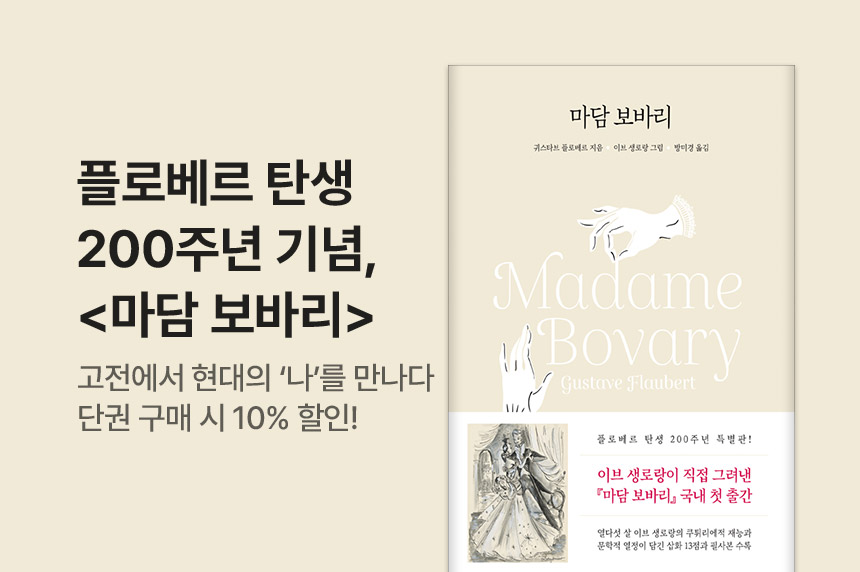 플로베르 탄생
200주년 기념,
<마담 보바리>
고전에서 현대의 ‘나’를 만나다
단권 구매 시 10% 할인!
마담 보바리
귀스타브 플로베르 지음 이브 생로랑 그림 방미경 옮김
Madame
Bovary
Gustave Flaubert
플로베르 탄생 200주년 특별판!
이브 생로랑이 직접 그려낸
『마담 보바리』 국내 첫 출간
열다섯 살 이브 생로랑의 쿠튀리에적 재능과
문학적 열정이 담긴 삽화 13점과 필사본 수록